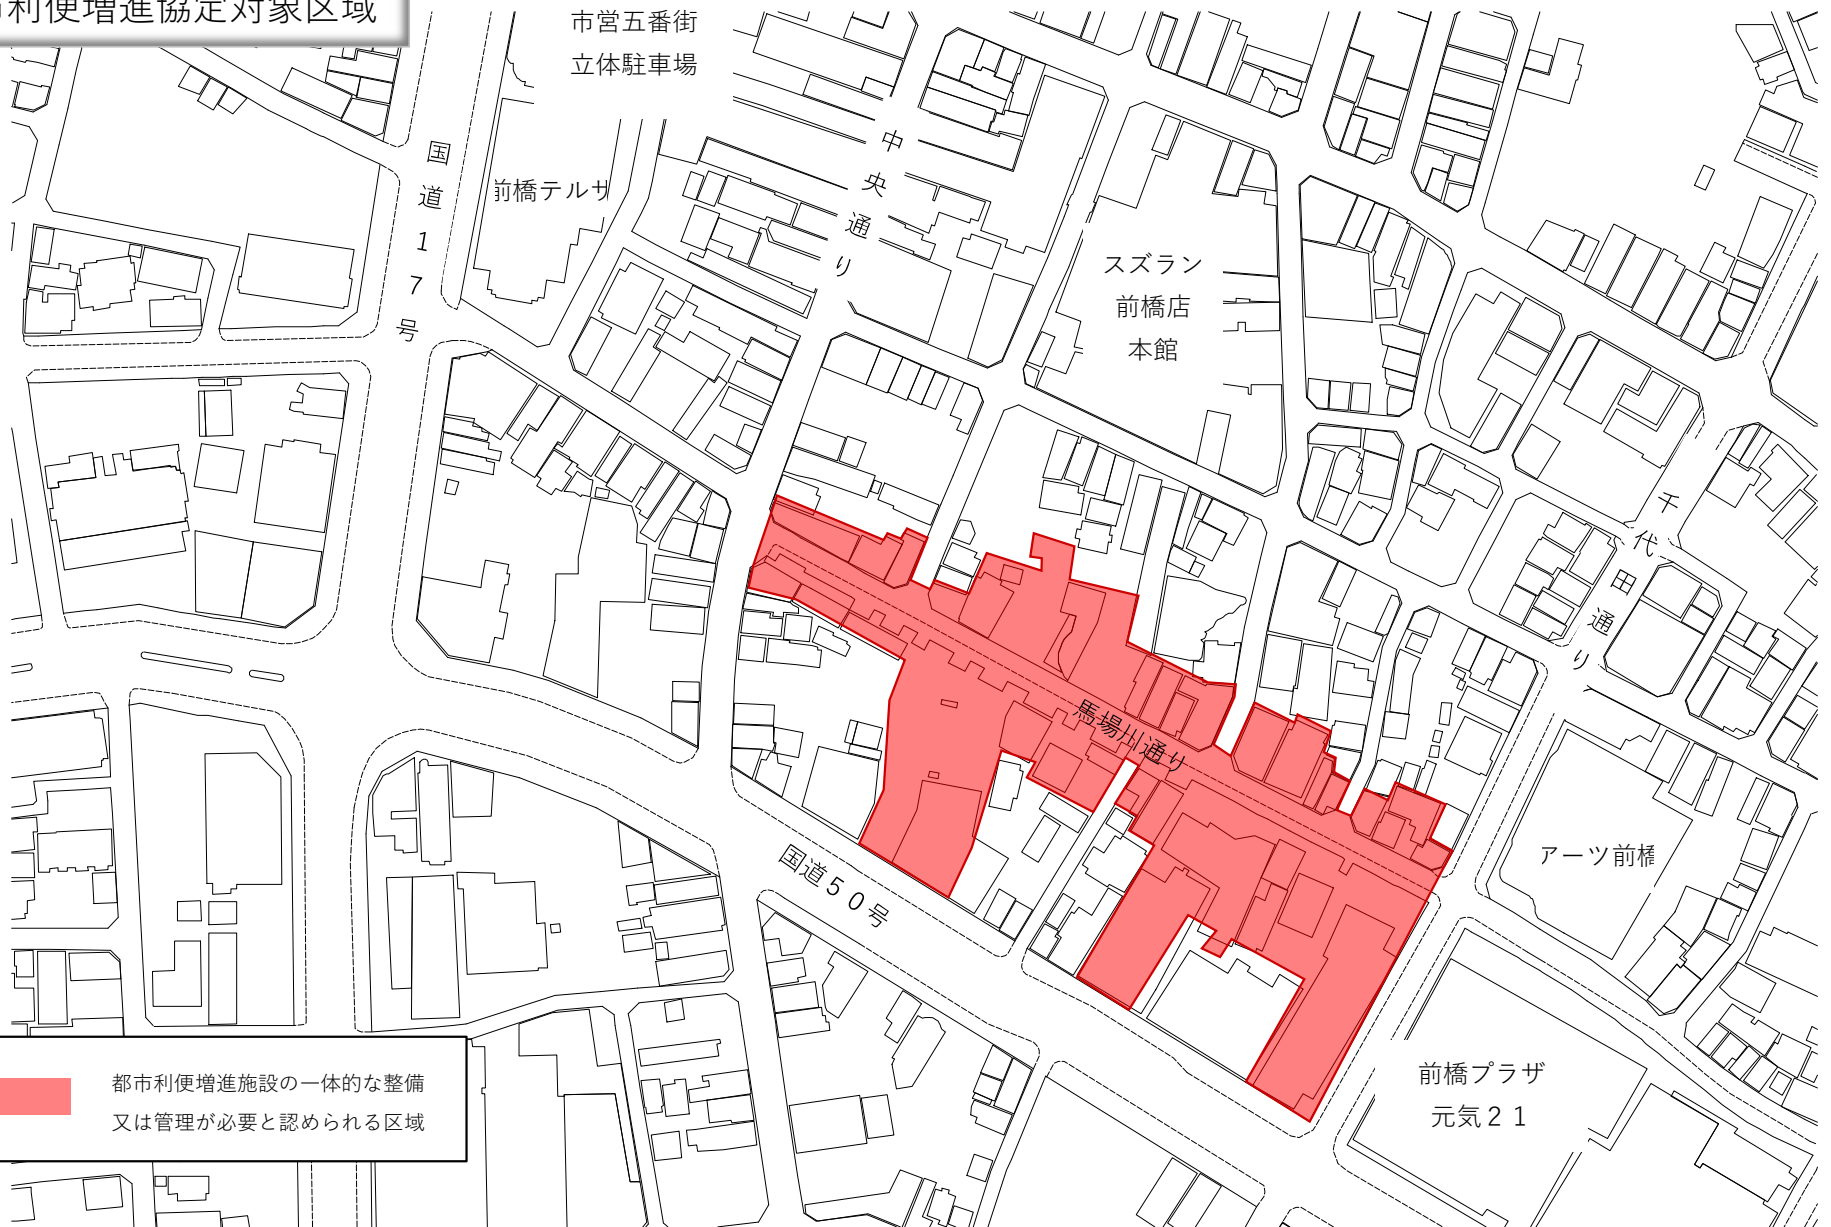 利便増進協定対象区域
市営五番街
立体駐車場
国道17号
前橋テルサ
中央通り
スズラン
前橋店
本館
千代田通り
馬場川通り
国道50号
アーツ前橋
前橋プラザ
元気21
都市利便増進施設の一体的な整備
又は管理が必要と認められる区域